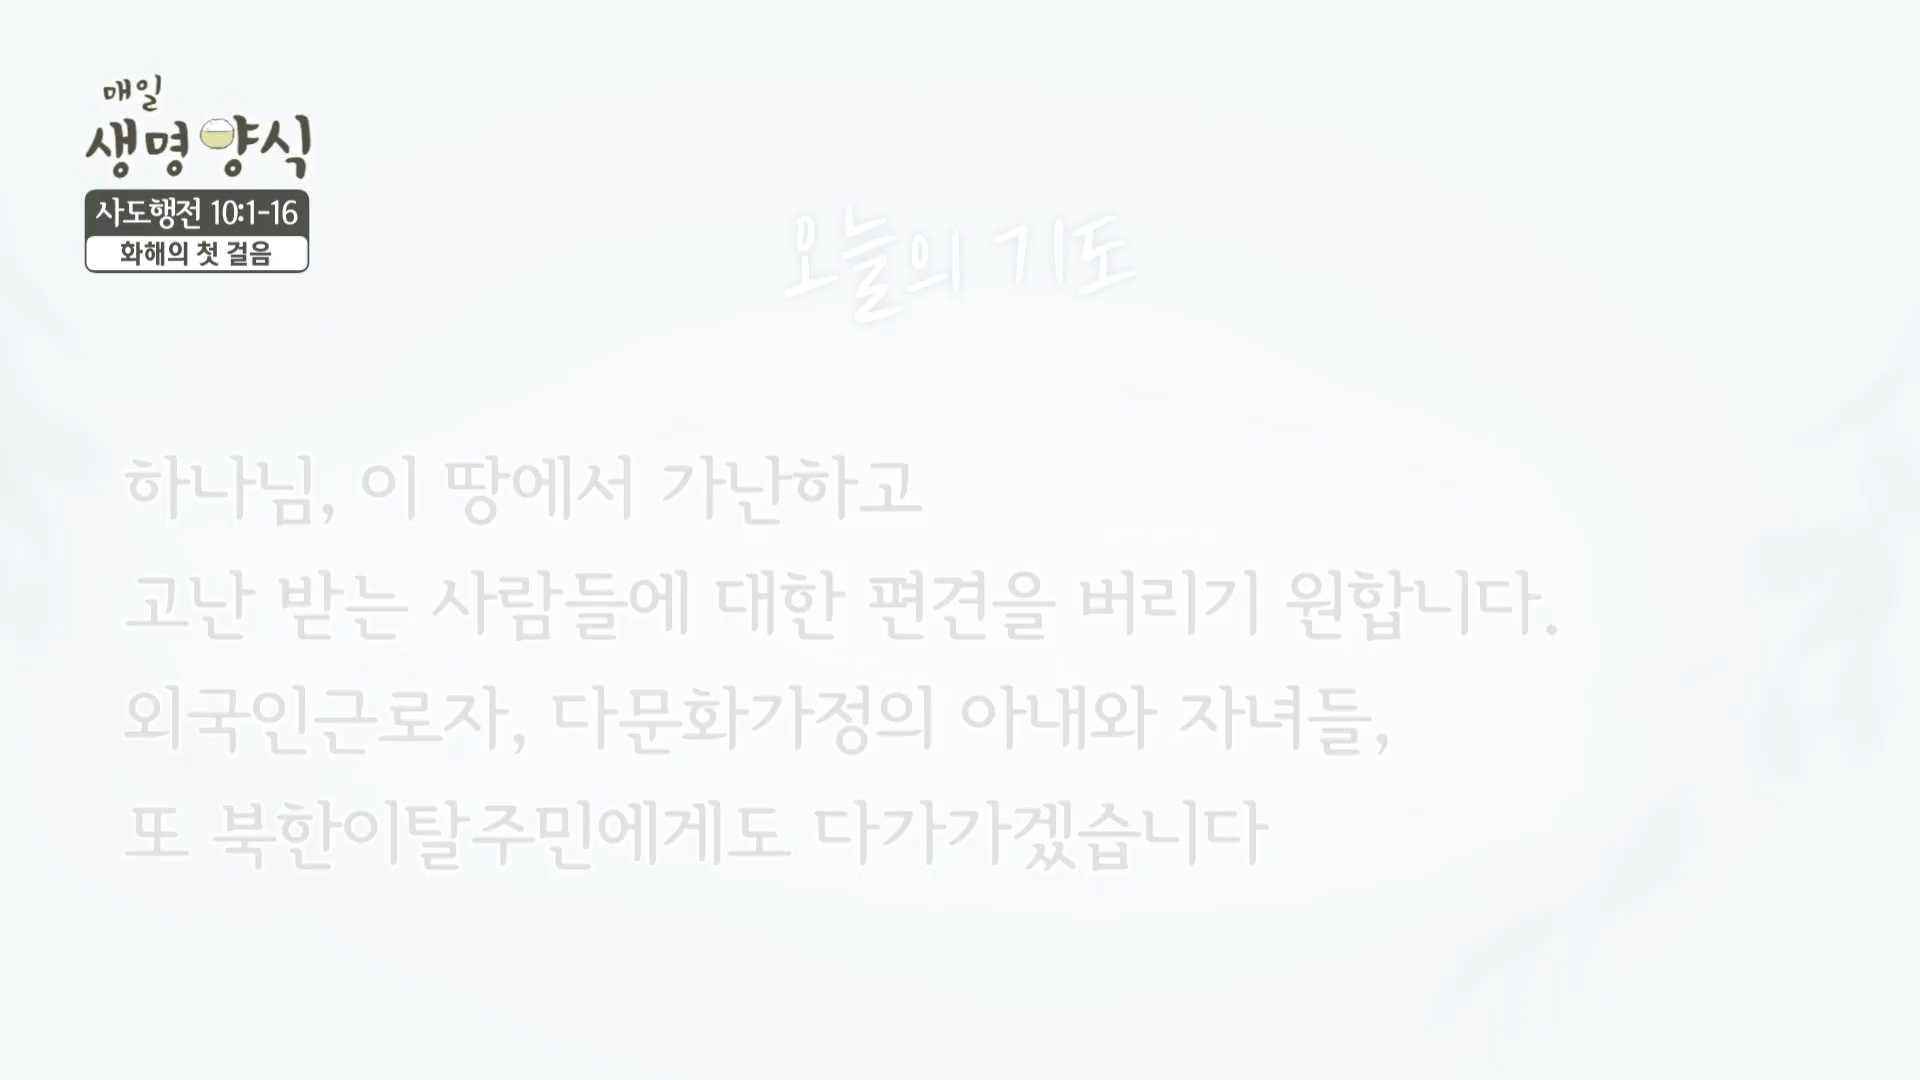 매일
생명양식
사도행전 10:1-16
화해의 첫 걸음
오늘의 기도
하나님, 이 땅에서 가난하고
고난 받는 사람들에 대한 편견을 버리기 원합니다.
외국인근로자, 다문화가정의 아내와 자녀들,
또 북한이탈주민에게도 다가가겠습니다